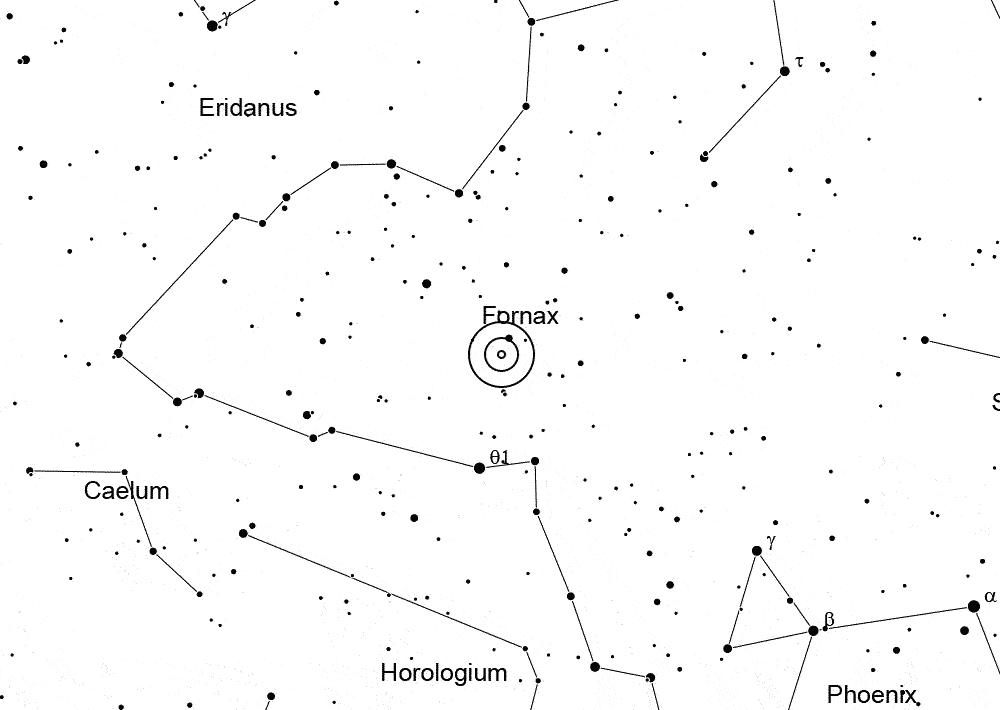 γ
τ
Eridanus
Fornax
S
θ1
Caelum
γ
α
β
Horologium
Phoenix